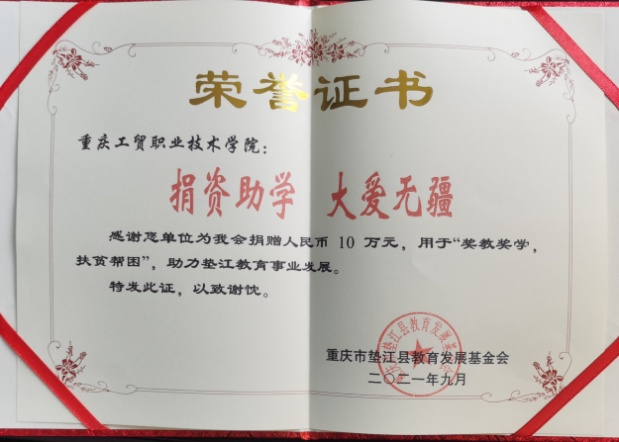 荣誉证书
重庆工贸职业技术学院：
捐资助学 大爱无疆
感谢您单位为我会捐赠人民币 10 万元，用于“奖教奖学，
扶贫帮困”，助力垫江教育事业发展。
特发此证，以致谢忱。
重庆市垫江县教育发展基金会
二〇二一年九月